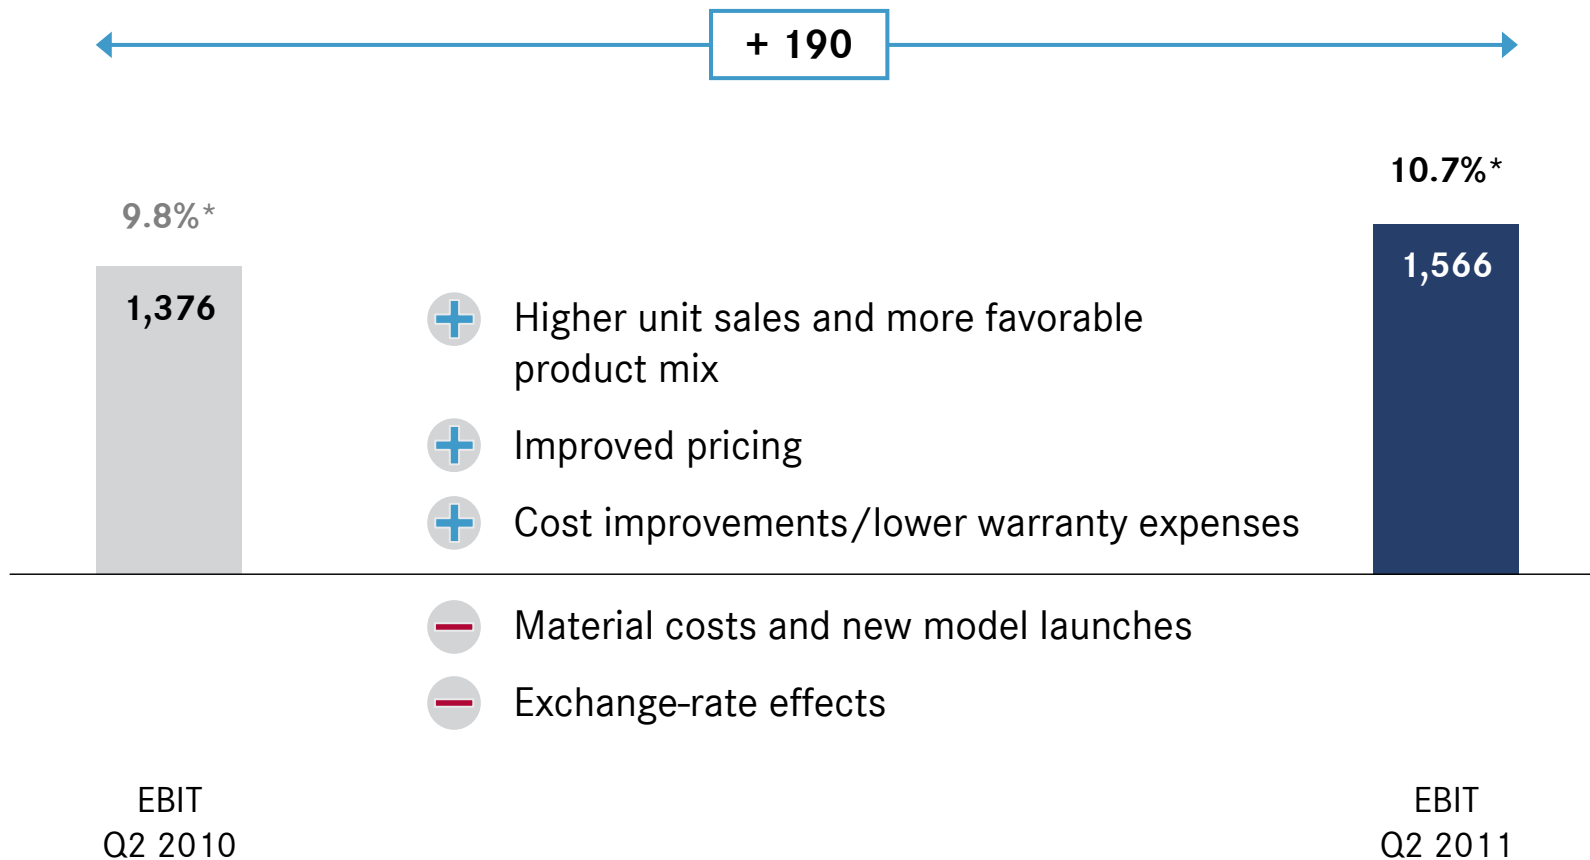 + 190
10.7%*
9.8%*
1,566
1,376
Higher unit sales and more favorable
product mix
Improved pricing
Cost improvements/lower warranty expenses
Material costs and new model launches
Exchange-rate effects
EBIT
Q2 2010
EBIT
Q2 2011